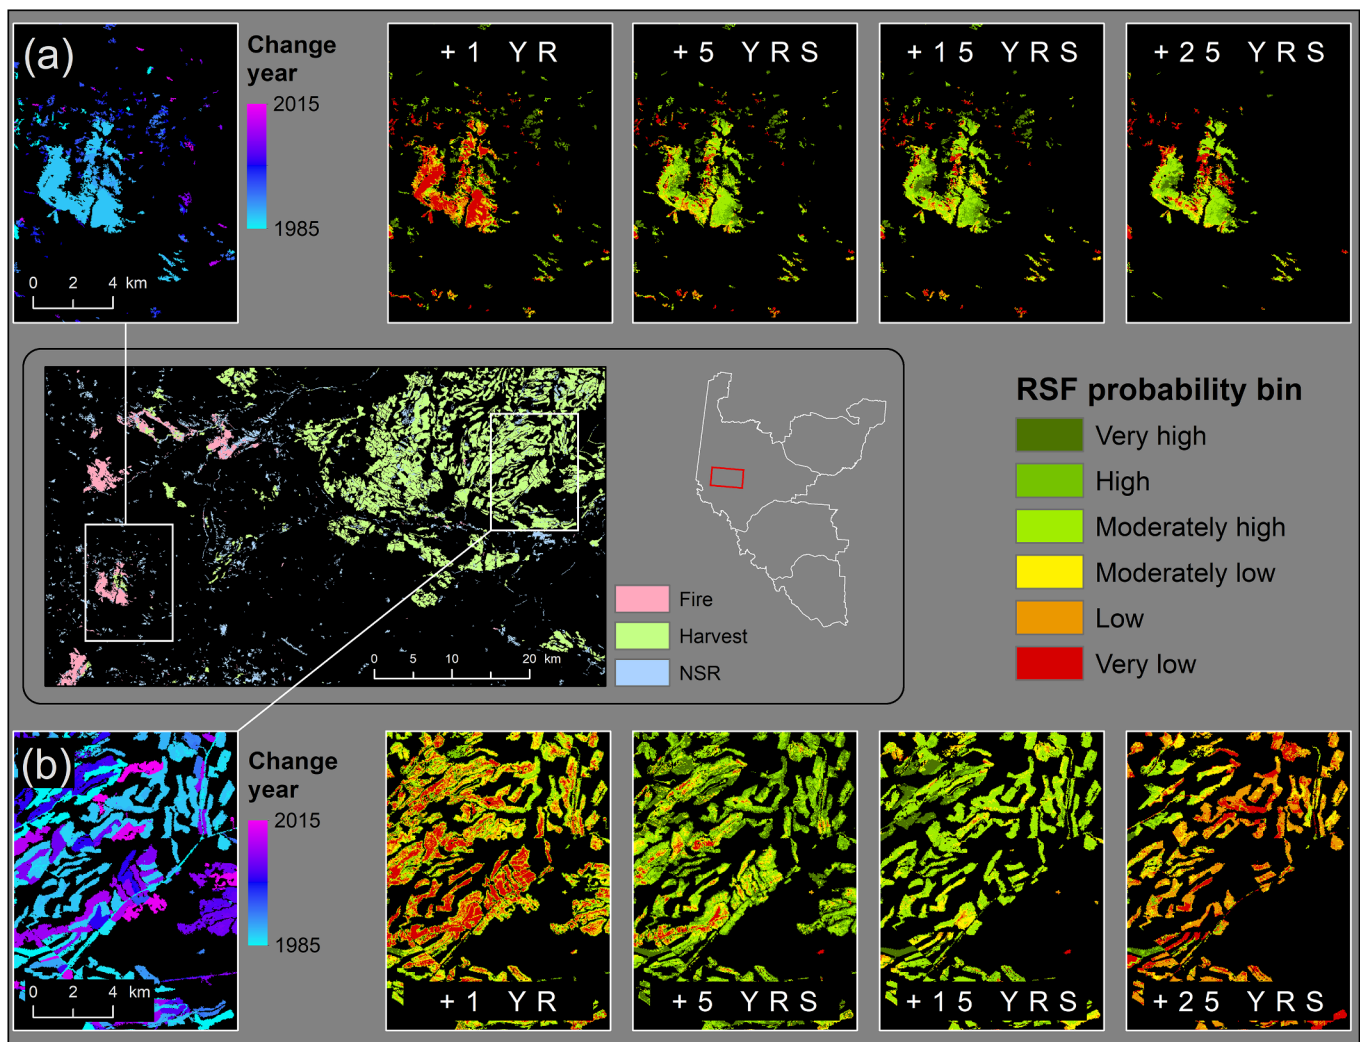 (a)
Change
year
2015
1985
0 2 4 km
+1 YR
+5 YRS
+15 YRS
+25 YRS
Fire
Harvest
NSR
0 5 10 20 km
RSF probability bin
Very high
High
Moderately high
Moderately low
Low
Very low
(b)
Change
year
2015
1985
0 2 4 km
+1 YR
+5 YRS
+15 YRS
+25 YRS